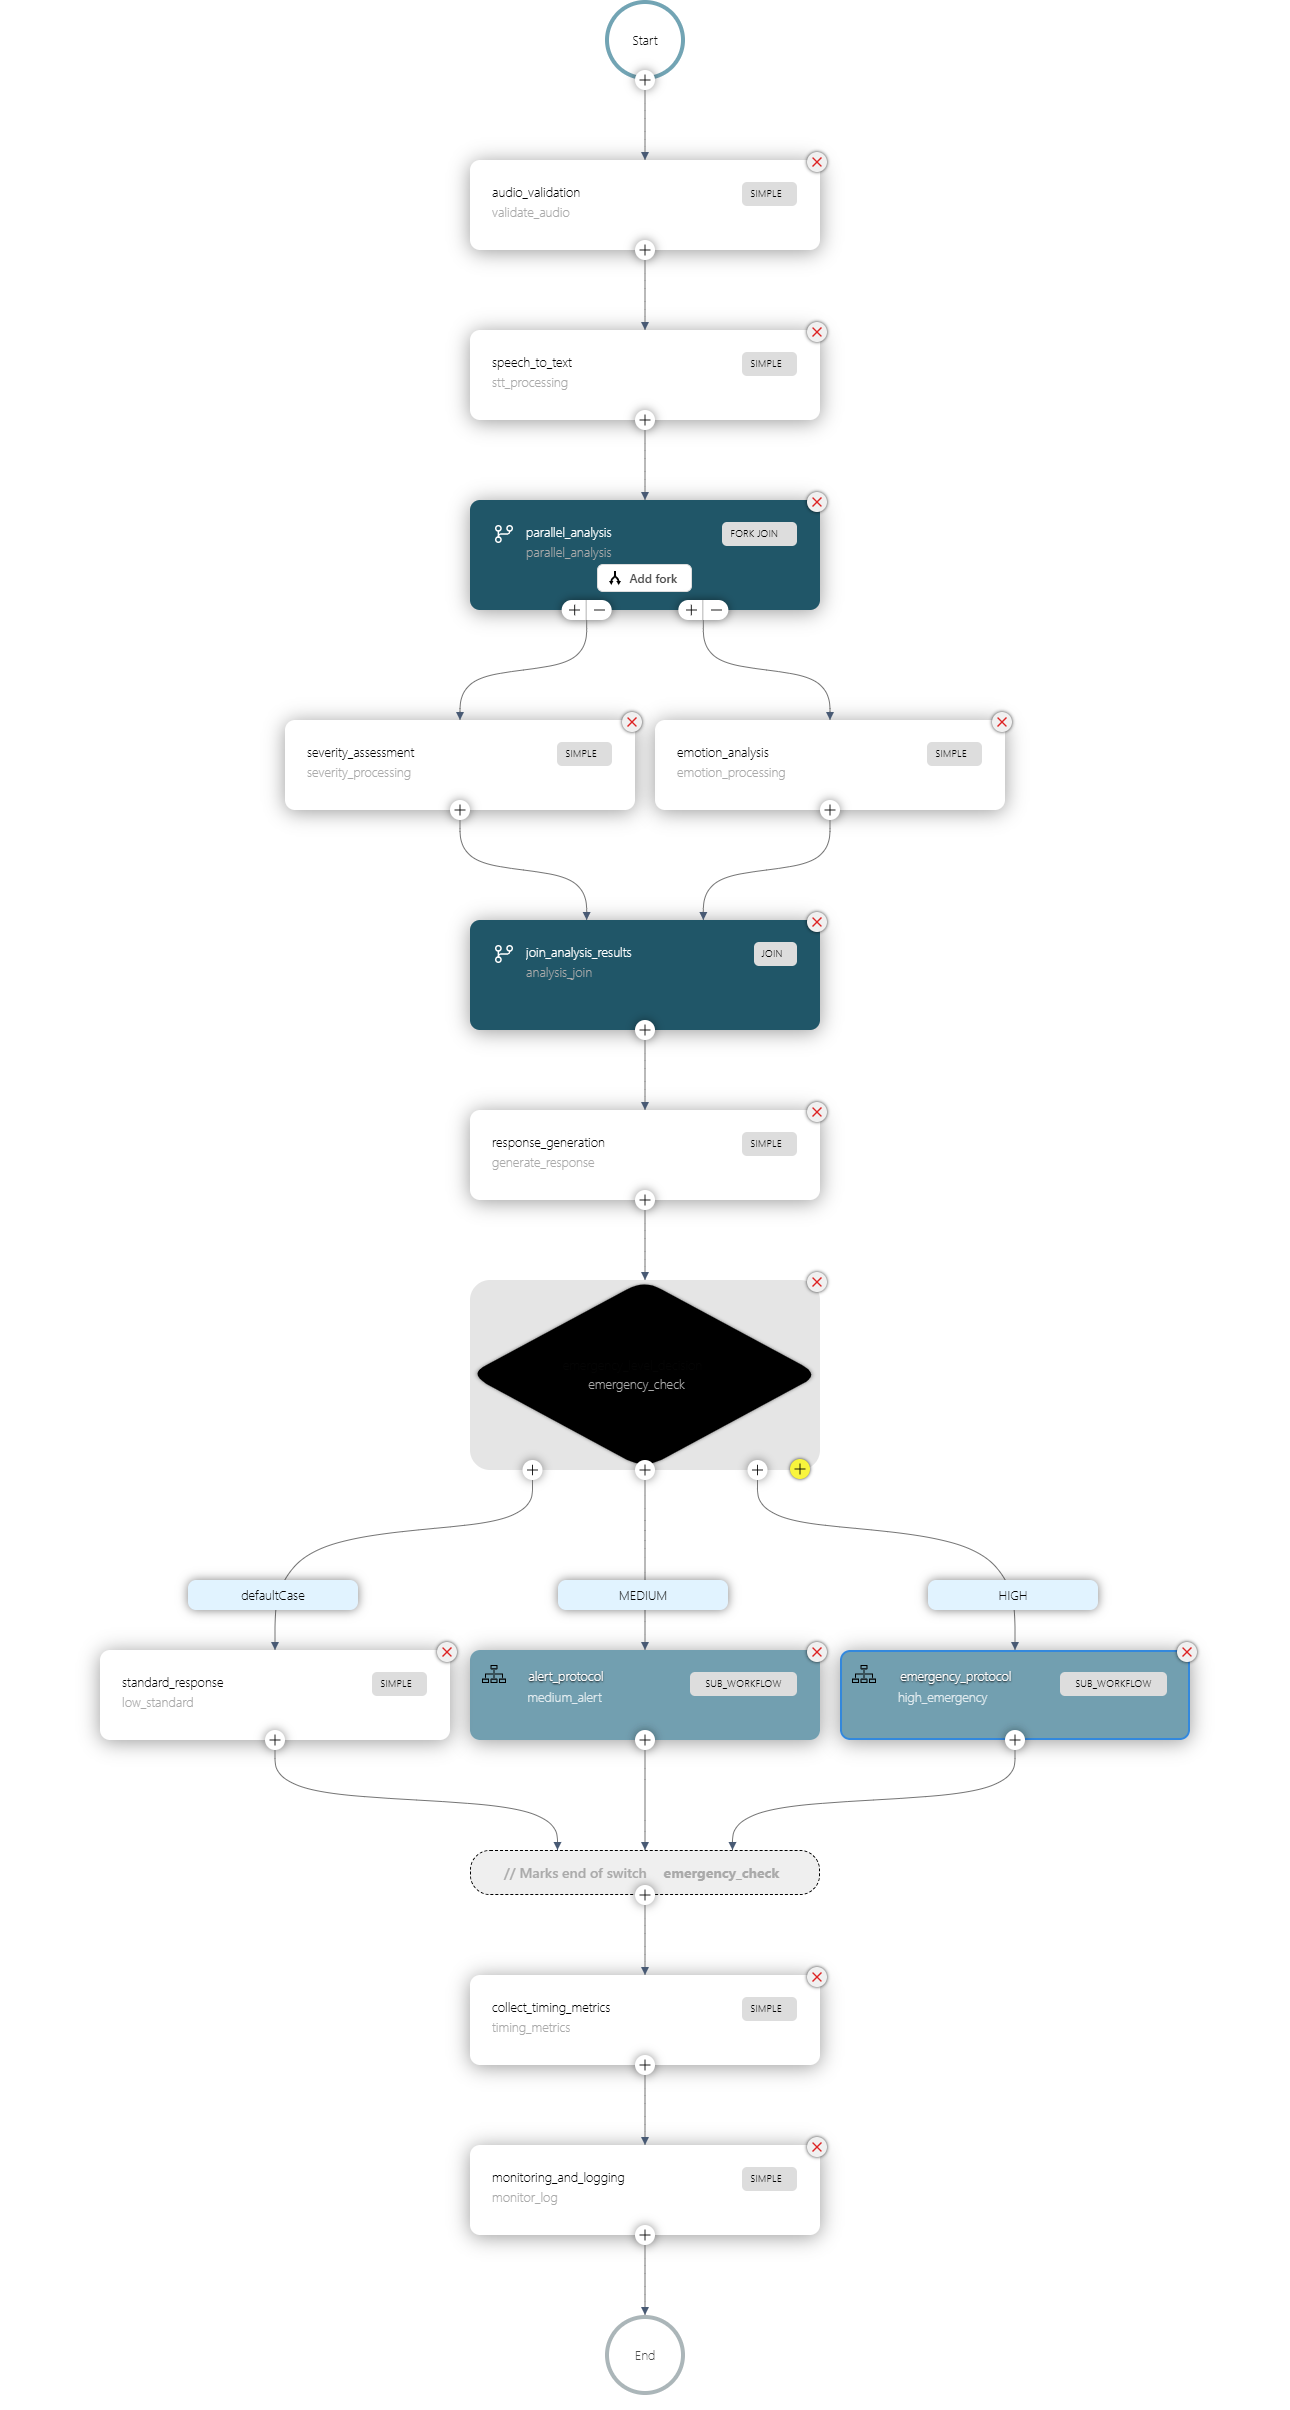 Start
audio_validation
SIMPLE
validate_audio
speech_to_text
SIMPLE
stt_processing
parallel_analysis
FORK JOIN
parallel_analysis
Add fork
severity_assessment
SIMPLE
severity_processing
emotion_analysis
SIMPLE
emotion_processing
join_analysis_results
JOIN
analysis_join
response_generation
SIMPLE
generate_response
emergency_check
defaultCase
MEDIUM
HIGH
standard_response
SIMPLE
low_standard
alert_protocol
SUB_WORKFLOW
medium_alert
emergency_protocol
SUB_WORKFLOW
high_emergency
// Marks end of switch emergency_check
collect_timing_metrics
SIMPLE
timing_metrics
monitoring_and_logging
SIMPLE
monitor_log
End